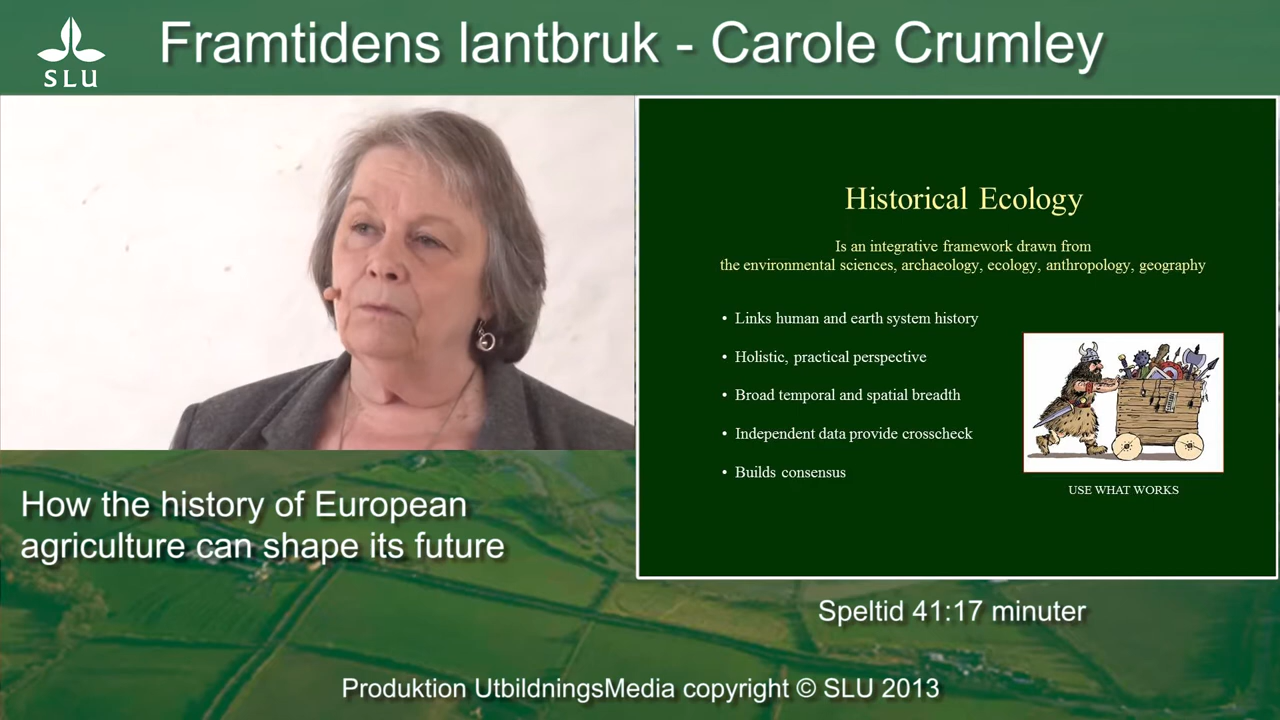 SLU
Framtidens lantbruk - Carole Crumley
Historical Ecology
Is an integrative framework drawn from
the environmental sciences, archaeology, ecology, anthropology, geography
• Links human and earth system history
• Holistic, practical perspective
• Broad temporal and spatial breadth
• Independent data provide crosscheck
• Builds consensus
USE WHAT WORKS
How the history of European
agriculture can shape its future
Speltid 41:17 minuter
Produktion UtbildningsMedia copyright © SLU 2013